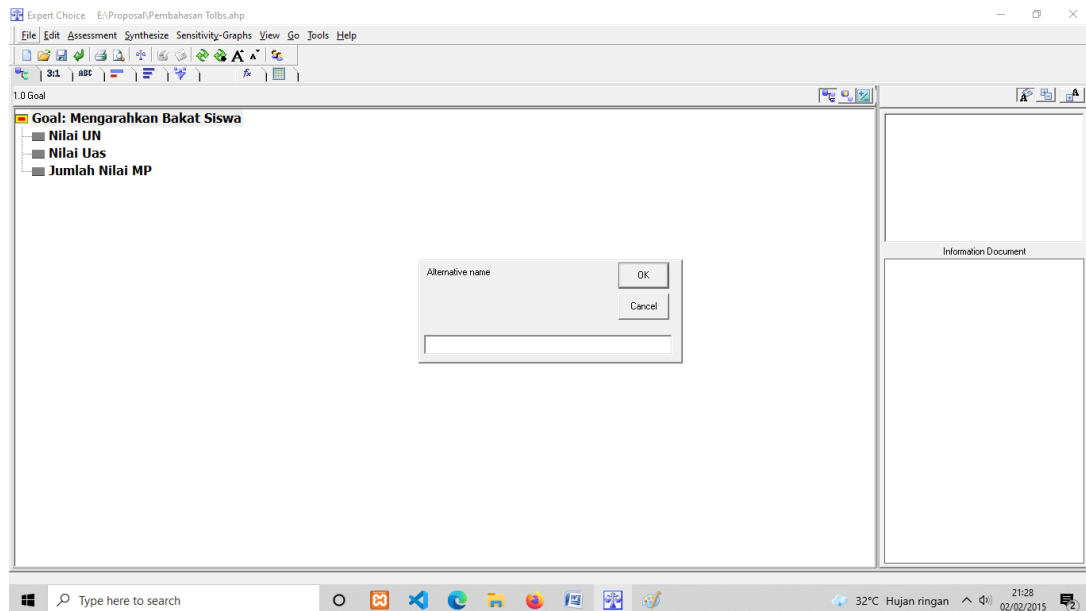 Expert Choice E:\Proposal\Pembahasan Tolbs.ahp
File Edit Assessment Synthesize Sensitivity-Graphs View Go Tools Help
3:1 ABC fx
1.0 Goal
Goal: Mengarahkan Bakat Siswa
Nilai UN
Nilai Uas
Jumlah Nilai MP
Information Document
Alternative name
OK
Cancel
Type here to search
32°C Hujan ringan
21:28
02/02/2015
2